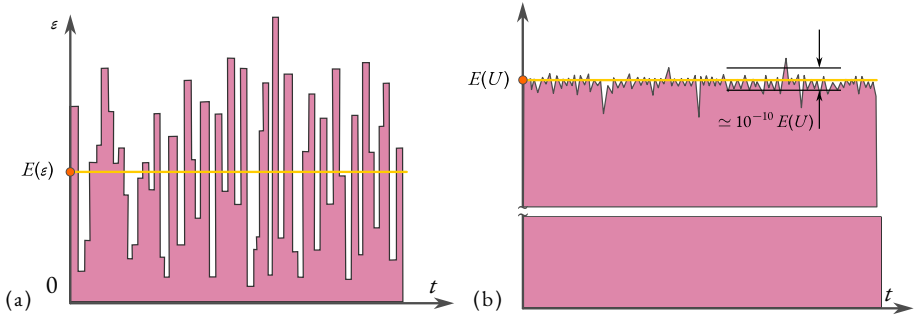 ε
E(ε)
0
t
(a)
E(U)
≃ 10⁻¹⁰ E(U)
t
(b)